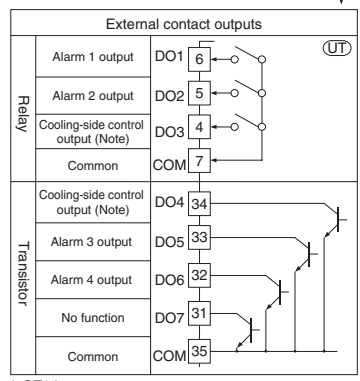 External contact outputs
UT
Relay
Alarm 1 output DO1 6
Alarm 2 output DO2 5
Cooling-side control
output (Note) DO3 4
Common COM 7
Transistor
Cooling-side control
output (Note) DO4 34
Alarm 3 output DO5 33
Alarm 4 output DO6 32
No function DO7 31
Common COM 35